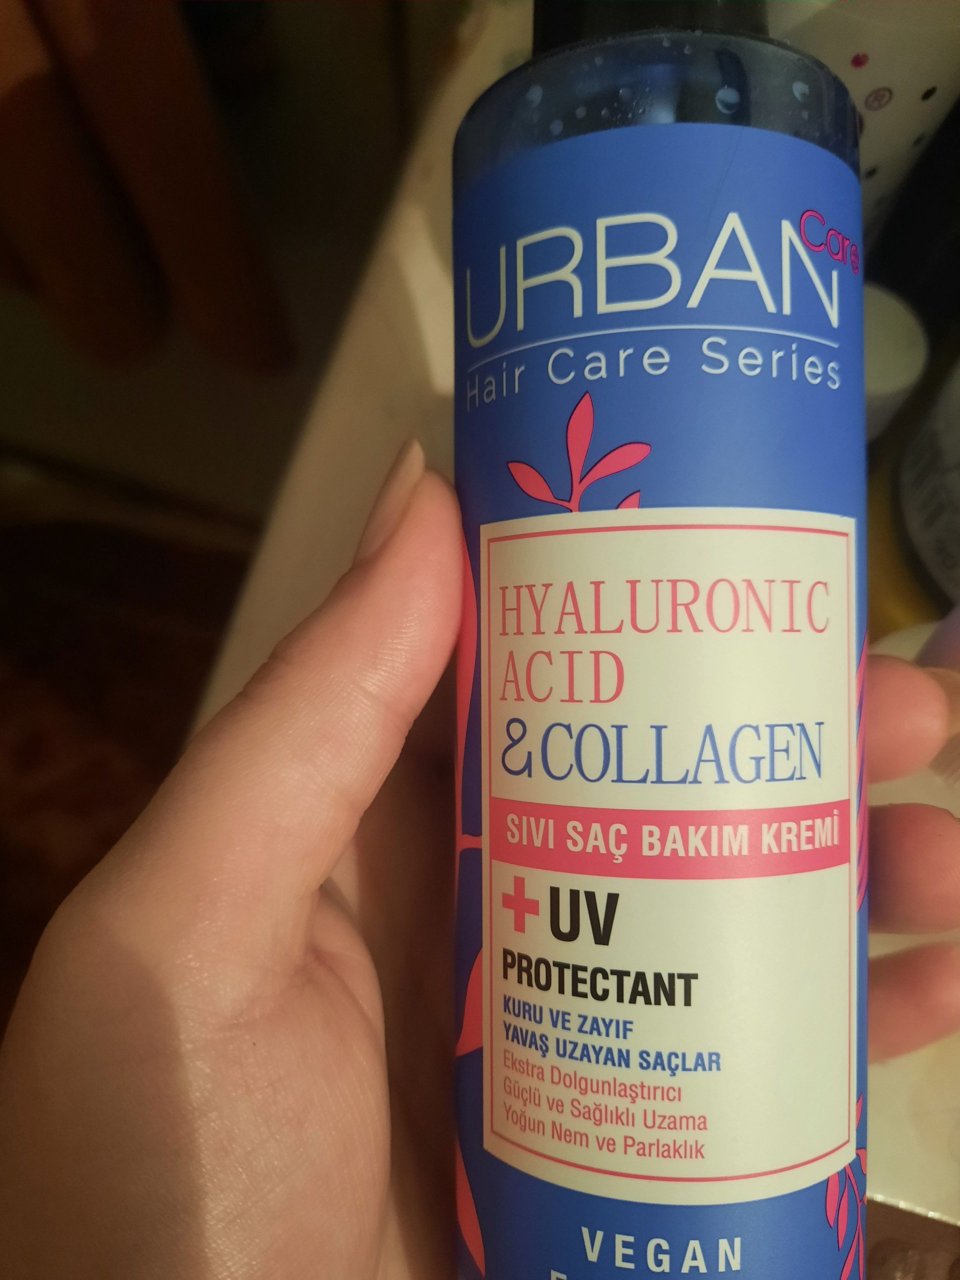 URBAN Care
Hair Care Series
HYALURONIC
ACID
& COLLAGEN
SIVI SAÇ BAKIM KREMİ
+ UV
PROTECTANT
KURU VE ZAYIF
YAVAŞ UZAYAN SAÇLAR
Ekstra Dolgunlaştırıcı
Güçlü ve Sağlıklı Uzama
Yoğun Nem ve Parlaklık
VEGAN